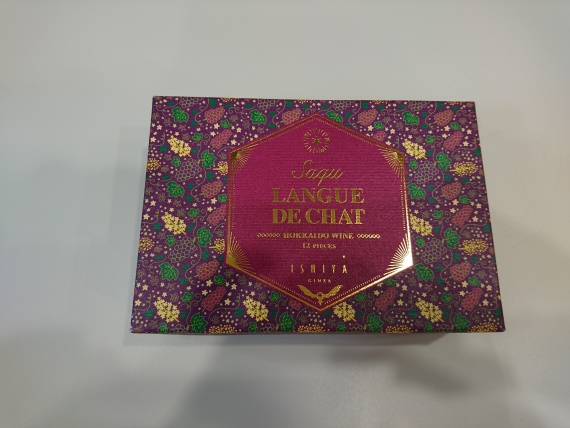 Saqu
LANGUE
DE CHAT
HOKKAIDO WINE
12 PIECES
ISHIYA
GINZA